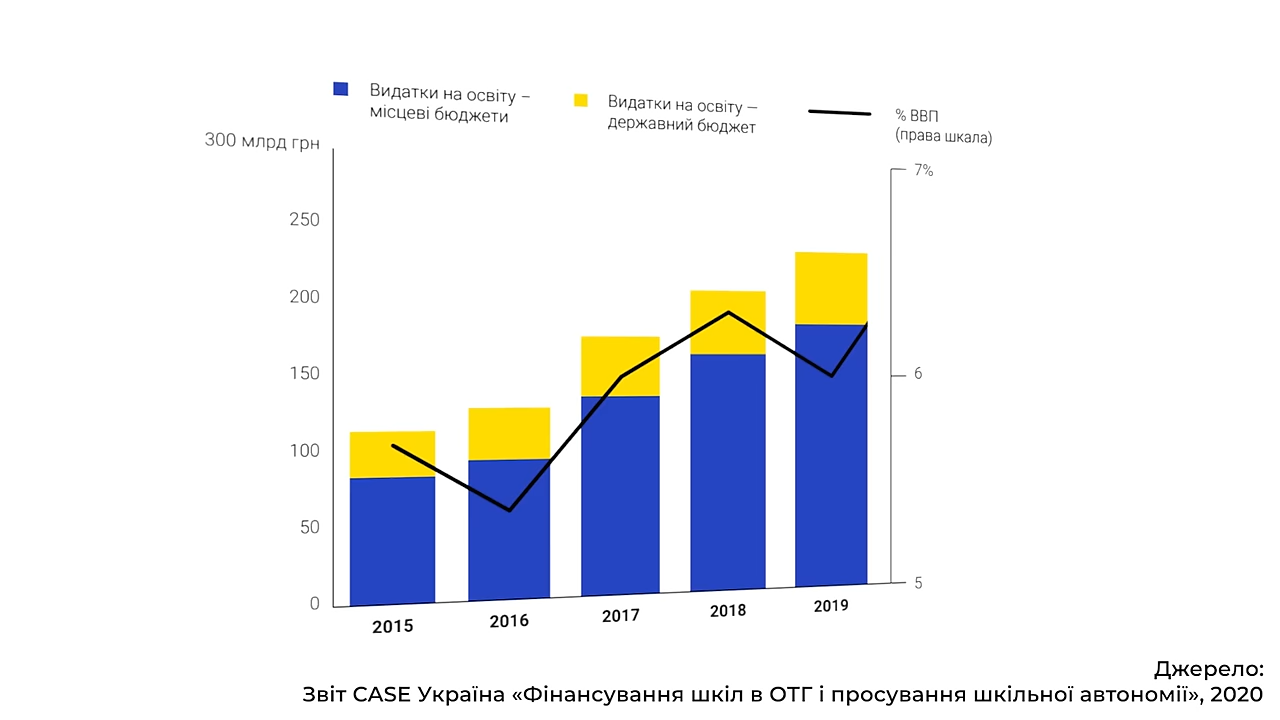 Видатки на освіту –
місцеві бюджети
Видатки на освіту —
державний бюджет
% ВВП
(права шкала)
300 млрд грн
250
200
150
100
50
0
7%
6
5
2015
2016
2017
2018
2019
Джерело:
Звіт CASE Україна «Фінансування шкіл в ОТГ і просування шкільної автономії», 2020